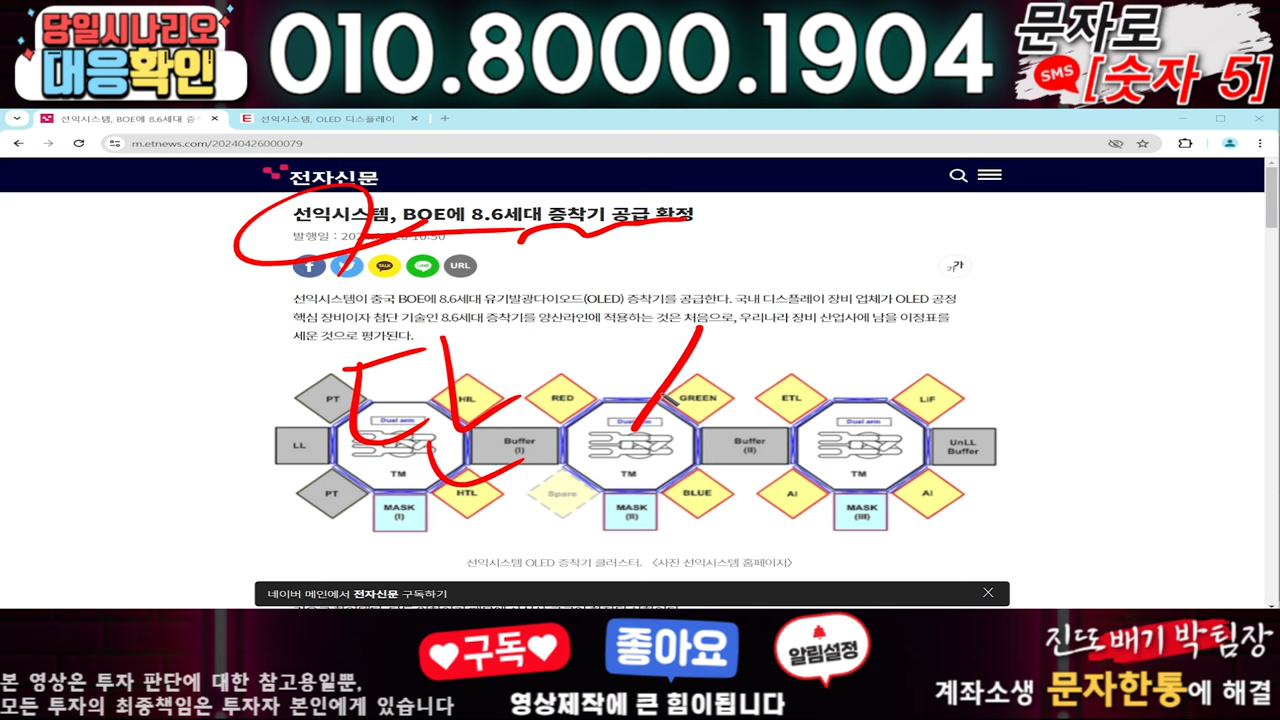 당일시나리오
대응확인
010.8000.1904
문자로
SMS
[숫자 5]
선익시스템, BOE에 8.6세대 증
선익시스템, OLED 디스플레이
m.etnews.com/20240426000079
전자신문
선익시스템, BOE에 8.6세대 증착기 공급 확정
발행일 :
TALK
LINE
URL
가 가
선익시스템이 중국 BOE에 8.6세대 유기발광다이오드(OLED) 증착기를 공급한다. 국내 디스플레이 장비 업체가 OLED 공정
핵심 장비이자 첨단 기술인 8.6세대 증착기를 양산라인에 적용하는 것은 처음으로, 우리나라 장비 산업사에 남을 이정표를
세운 것으로 평가된다.
단
PT HIL RED GREEN ETL LiF
Dual arm Dual arm Dual arm
LL Buffer (I) Buffer (II) UnLL Buffer
TM TM TM
PT HTL Spare BLUE Al Al
MASK (I) MASK (II) MASK (III)
선익시스템 OLED 증착기 클러스터. 〈사진 선익시스템 홈페이지〉
네이버 메인에서 전자신문 구독하기
구독
좋아요
알림설정
영상제작에 큰 힘이됩니다
본 영상은 투자 판단에 대한 참고용일뿐,
모든 투자의 최종책임은 투자자 본인에게 있습니다
진또배기 박팀장
계좌소생 문자한통에 해결